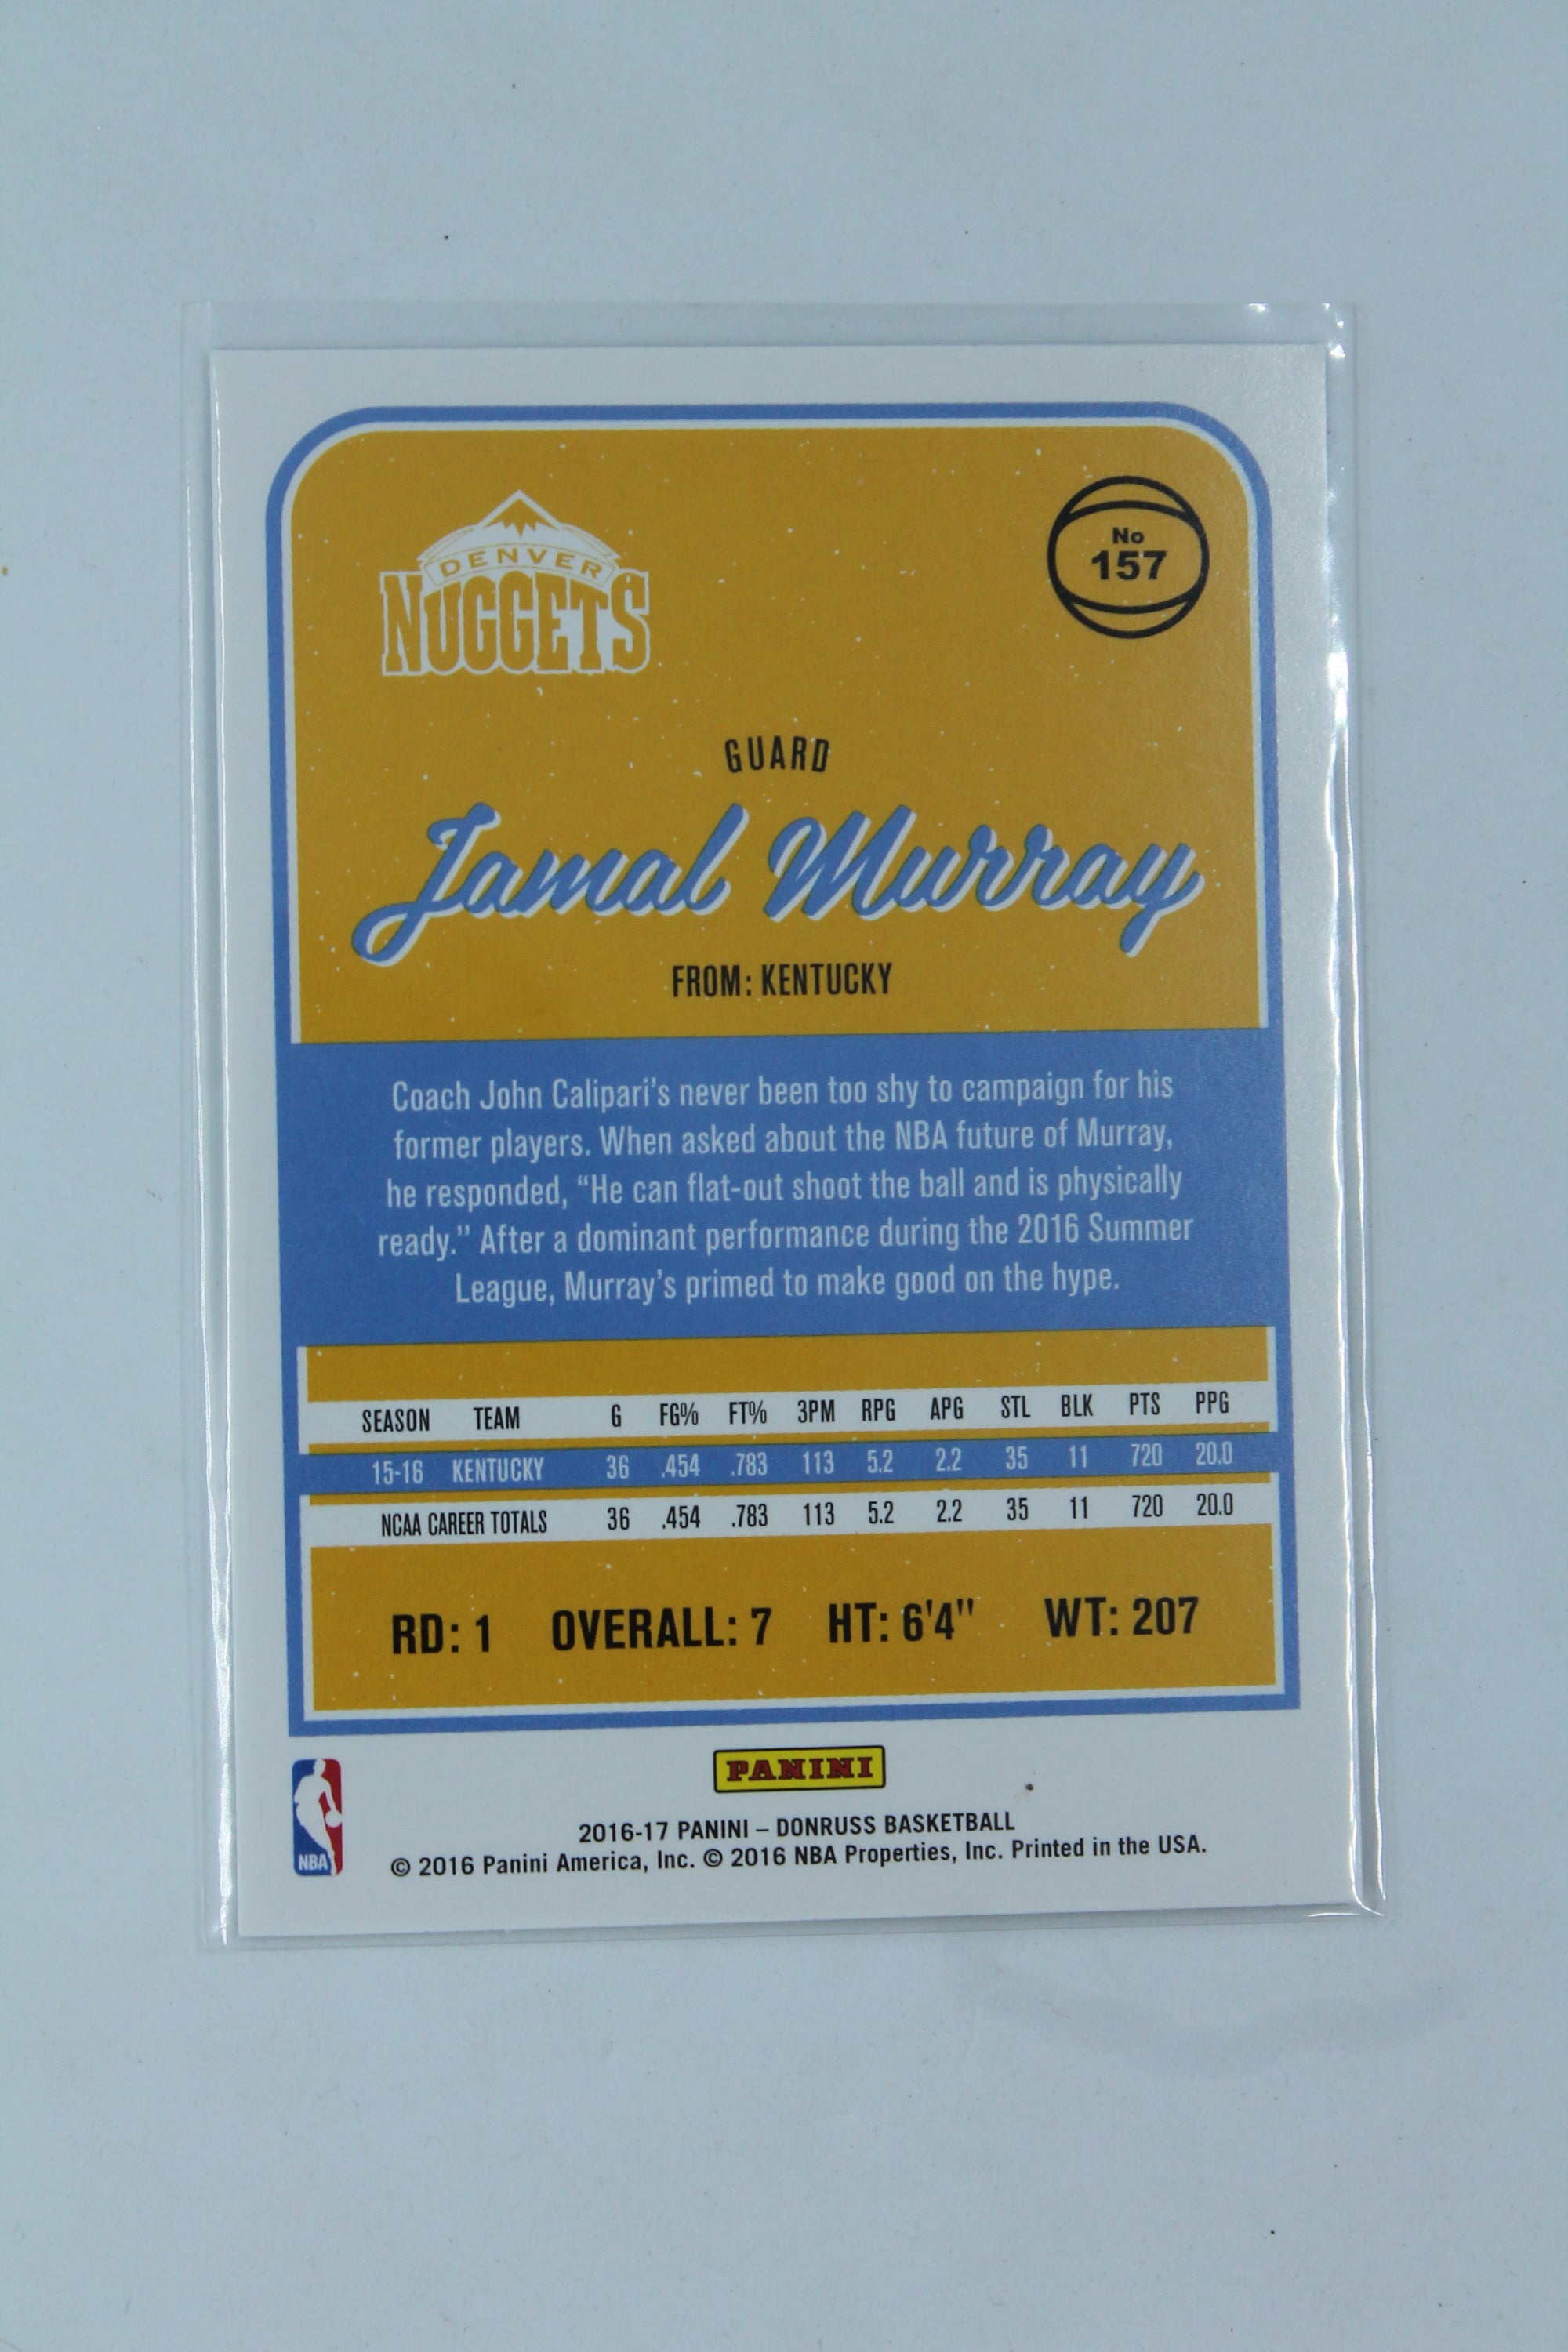 DENVER
NUGGETS
No
157
GUARD
Jamal Murray
FROM: KENTUCKY
Coach John Calipari's never been too shy to campaign for his
former players. When asked about the NBA future of Murray,
he responded, “He can flat-out shoot the ball and is physically
ready.” After a dominant performance during the 2016 Summer
League, Murray's primed to make good on the hype.
SEASON TEAM G FG% FT% 3PM RPG APG STL BLK PTS PPG
15-16 KENTUCKY 36 .454 .783 113 5.2 2.2 35 11 720 20.0
NCAA CAREER TOTALS 36 .454 .783 113 5.2 2.2 35 11 720 20.0
RD: 1 OVERALL: 7 HT: 6'4" WT: 207
PANINI
NBA
2016-17 PANINI – DONRUSS BASKETBALL
© 2016 Panini America, Inc. © 2016 NBA Properties, Inc. Printed in the USA.